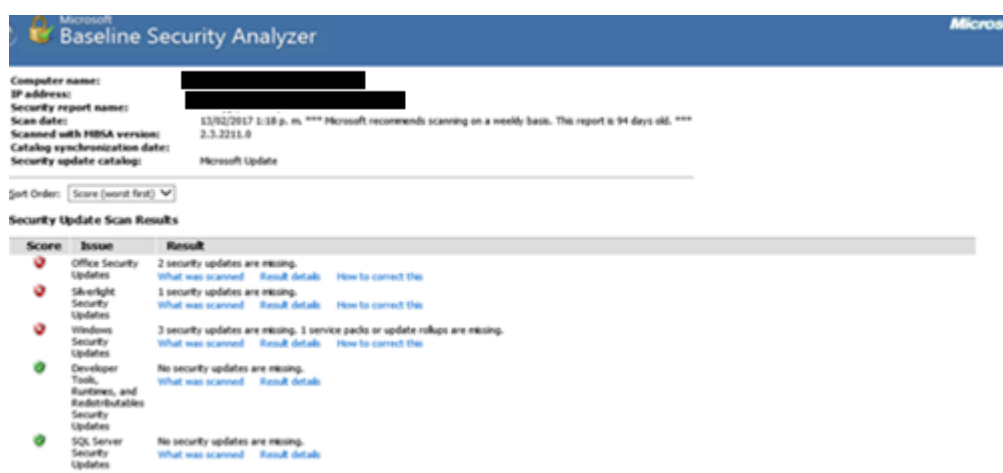 Microsoft
Baseline Security Analyzer
Micros
Computer name:
IP address:
Security report name:
Scan date: 13/02/2017 1:18 p. m. *** Microsoft recommends scanning on a weekly basis. This report is 94 days old. ***
Scanned with MBSA version: 2.3.2211.0
Catalog synchronization date:
Security update catalog: Microsoft Update
Sort Order: Score (worst first)
Security Update Scan Results
Score Issue Result
Office Security 2 security updates are missing.
Updates What was scanned Result details How to correct this
Silverlight 1 security updates are missing.
Security What was scanned Result details How to correct this
Updates
Windows 3 security updates are missing. 1 service packs or update rollups are missing.
Security What was scanned Result details How to correct this
Updates
Developer No security updates are missing.
Tools, What was scanned Result details
Runtimes, and
Redistributables
Security
Updates
SQL Server No security updates are missing.
Security What was scanned Result details
Updates